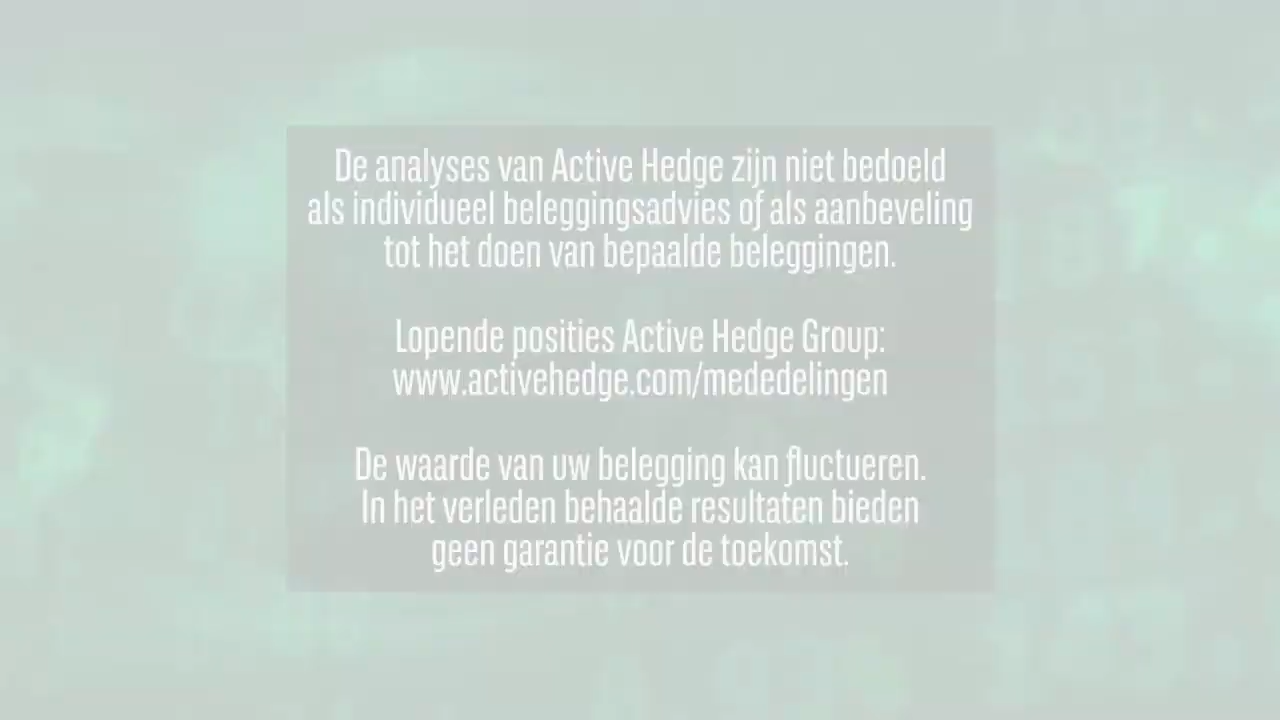 De analyses van Active Hedge zijn niet bedoeld
als individueel beleggingsadvies of als aanbeveling
tot het doen van bepaalde beleggingen.
Lopende posities Active Hedge Group:
www.activehedge.com/mededelingen
De waarde van uw belegging kan fluctueren.
In het verleden behaalde resultaten bieden
geen garantie voor de toekomst.